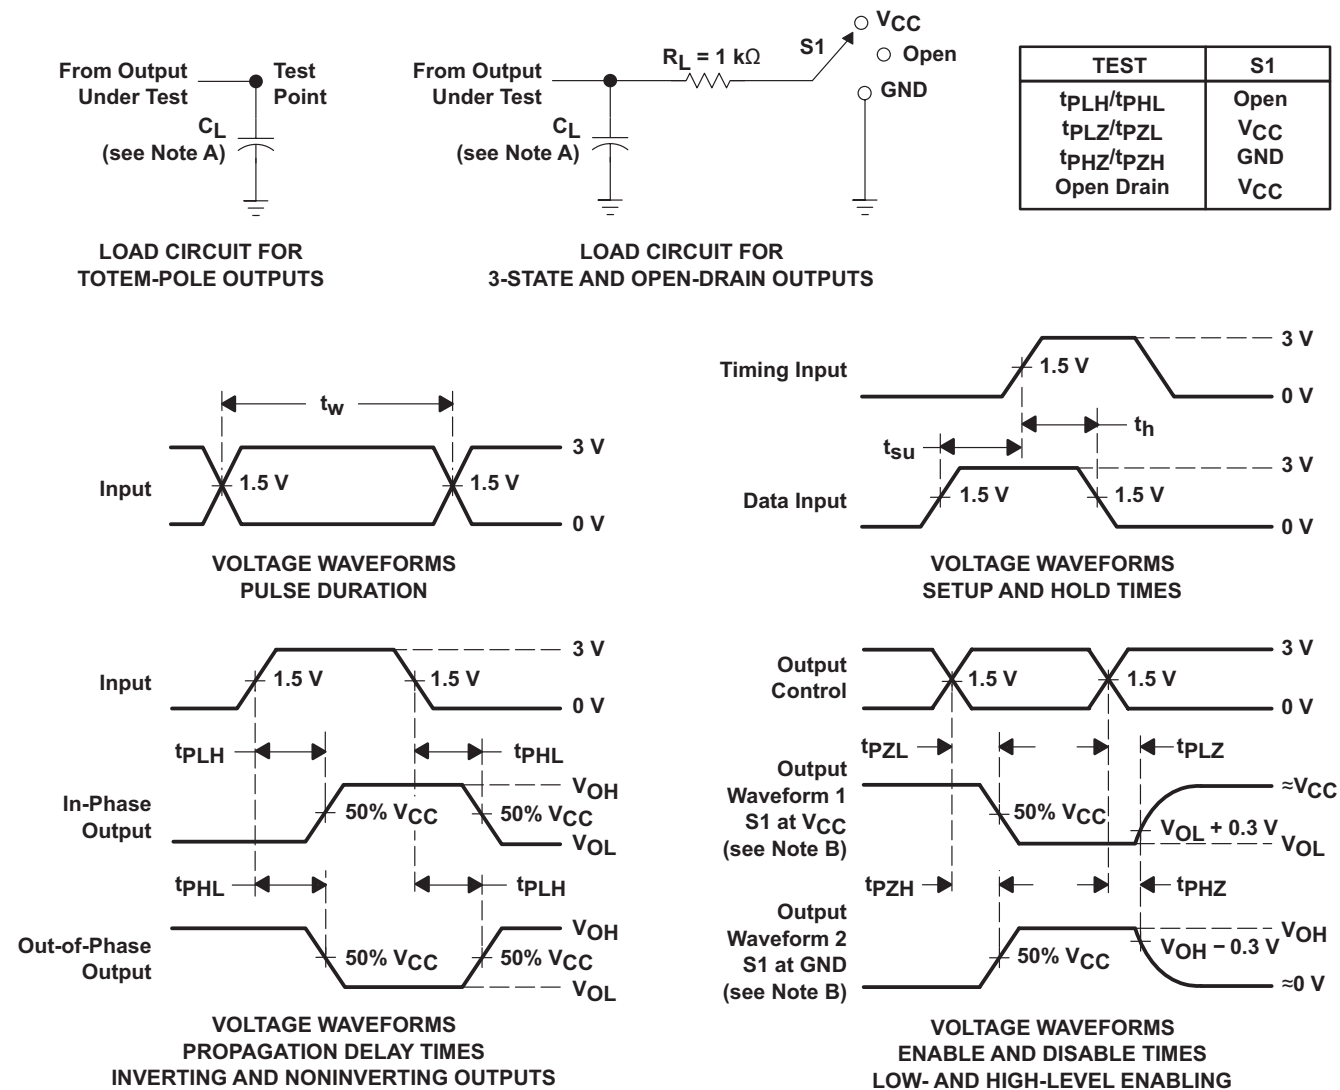 From Output
Under Test
Test
Point
CL
(see Note A)
LOAD CIRCUIT FOR
TOTEM-POLE OUTPUTS
From Output
Under Test
RL = 1 kΩ
S1
VCC
Open
GND
CL
(see Note A)
LOAD CIRCUIT FOR
3-STATE AND OPEN-DRAIN OUTPUTS
TEST S1
tPLH/tPHL Open
tPLZ/tPZL VCC
tPHZ/tPZH GND
Open Drain VCC
tw
3 V
Input
1.5 V 1.5 V
0 V
VOLTAGE WAVEFORMS
PULSE DURATION
3 V
Timing Input
1.5 V
0 V
th
tsu
3 V
Data Input
1.5 V 1.5 V
0 V
VOLTAGE WAVEFORMS
SETUP AND HOLD TIMES
3 V
Input
1.5 V 1.5 V
0 V
tPLH tPHL
In-Phase
Output
VOH
50% VCC 50% VCC
VOL
tPHL tPLH
Out-of-Phase
Output
VOH
50% VCC 50% VCC
VOL
VOLTAGE WAVEFORMS
PROPAGATION DELAY TIMES
INVERTING AND NONINVERTING OUTPUTS
3 V
Output
Control
1.5 V 1.5 V
0 V
tPZL tPLZ
Output
Waveform 1
S1 at VCC
(see Note B)
≈VCC
50% VCC
VOL + 0.3 V
VOL
tPZH tPHZ
Output
Waveform 2
S1 at GND
(see Note B)
VOH
50% VCC
VOH − 0.3 V
≈0 V
VOLTAGE WAVEFORMS
ENABLE AND DISABLE TIMES
LOW- AND HIGH-LEVEL ENABLING